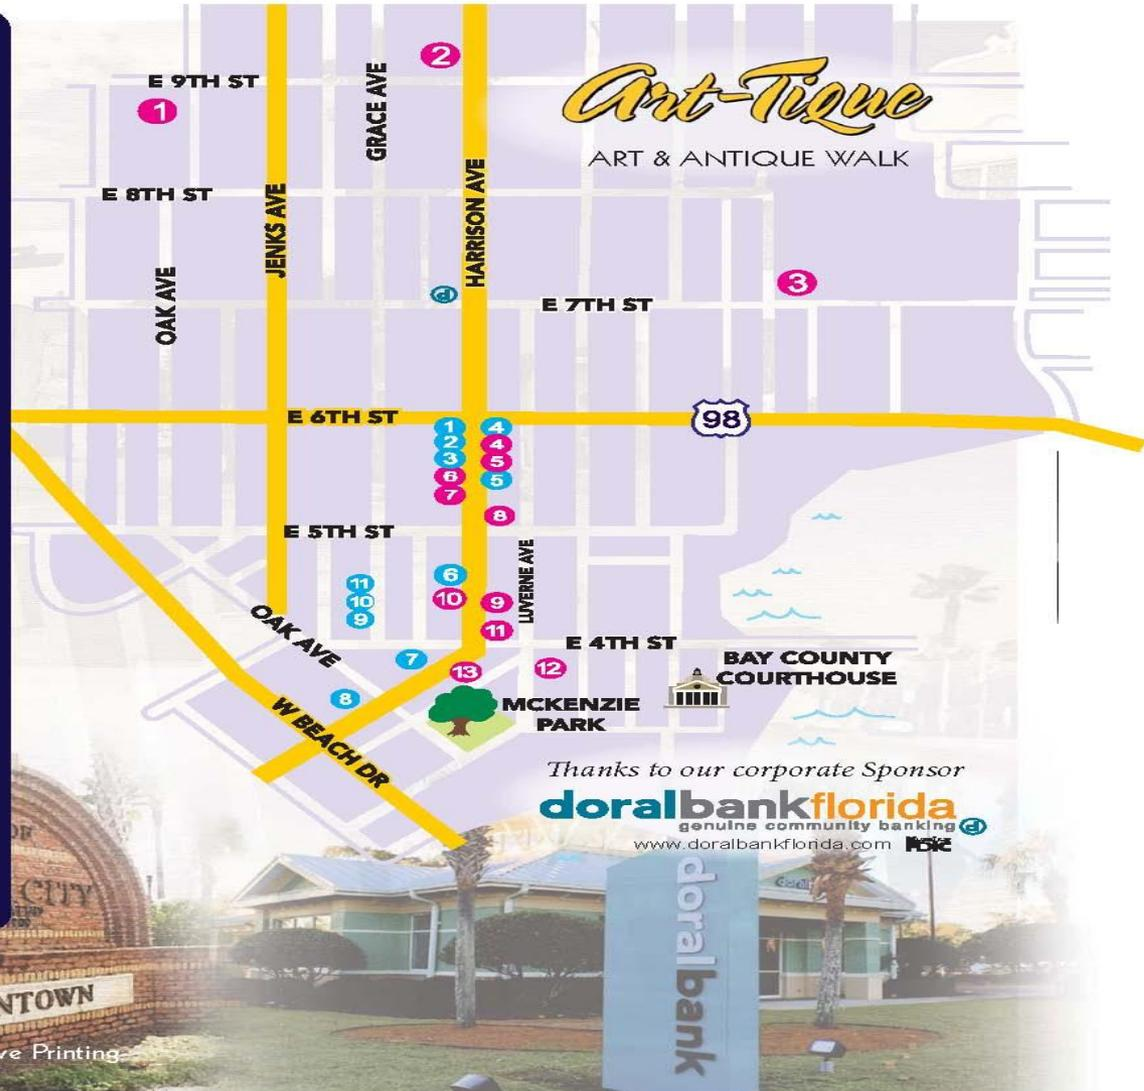 E 9TH ST
1
2
GRACE AVE
Art-Tique
ART & ANTIQUE WALK
E 8TH ST
JENKS AVE
HARRISON AVE
OAK AVE
d
3
E 7TH ST
E 6TH ST
98
1
4
2
4
3
5
6
5
7
8
E 5TH ST
LUVERNE AVE
11
10
9
6
10
9
11
OAK AVE
7
E 4TH ST
13
12
BAY COUNTY
COURTHOUSE
8
MCKENZIE
PARK
W BEACH DR
Thanks to our corporate Sponsor
doralbankflorida
genuine community banking d
www.doralbankflorida.com
FDIC
OF
CITY
doral
doralbank
NTOWN
ve Printing